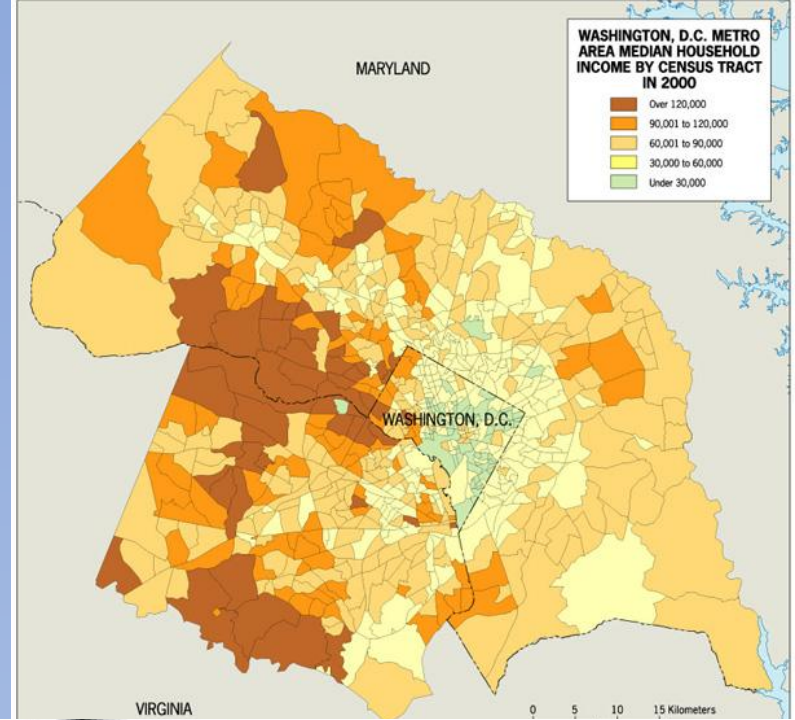 WASHINGTON, D.C. METRO
AREA MEDIAN HOUSEHOLD
INCOME BY CENSUS TRACT
IN 2000
Over 120,000
90,001 to 120,000
60,001 to 90,000
30,000 to 60,000
Under 30,000
MARYLAND
WASHINGTON, D.C.
VIRGINIA
0 5 10 15 Kilometers